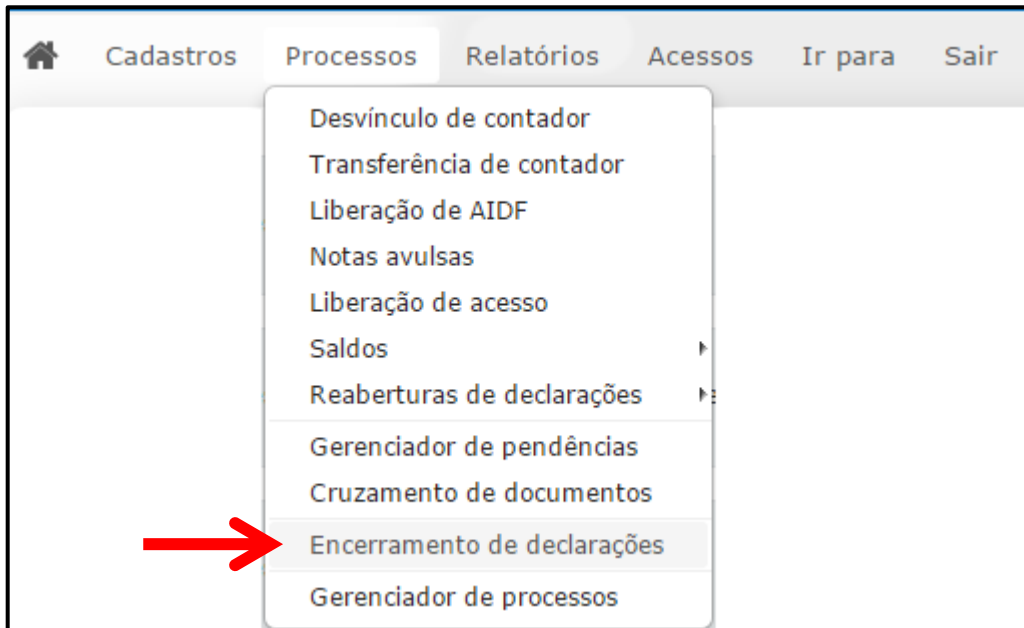 Cadastros Processos Relatórios Acessos Ir para Sair
Desvínculo de contador
Transferência de contador
Liberação de AIDF
Notas avulsas
Liberação de acesso
Saldos
Reaberturas de declarações
Gerenciador de pendências
Cruzamento de documentos
Encerramento de declarações
Gerenciador de processos